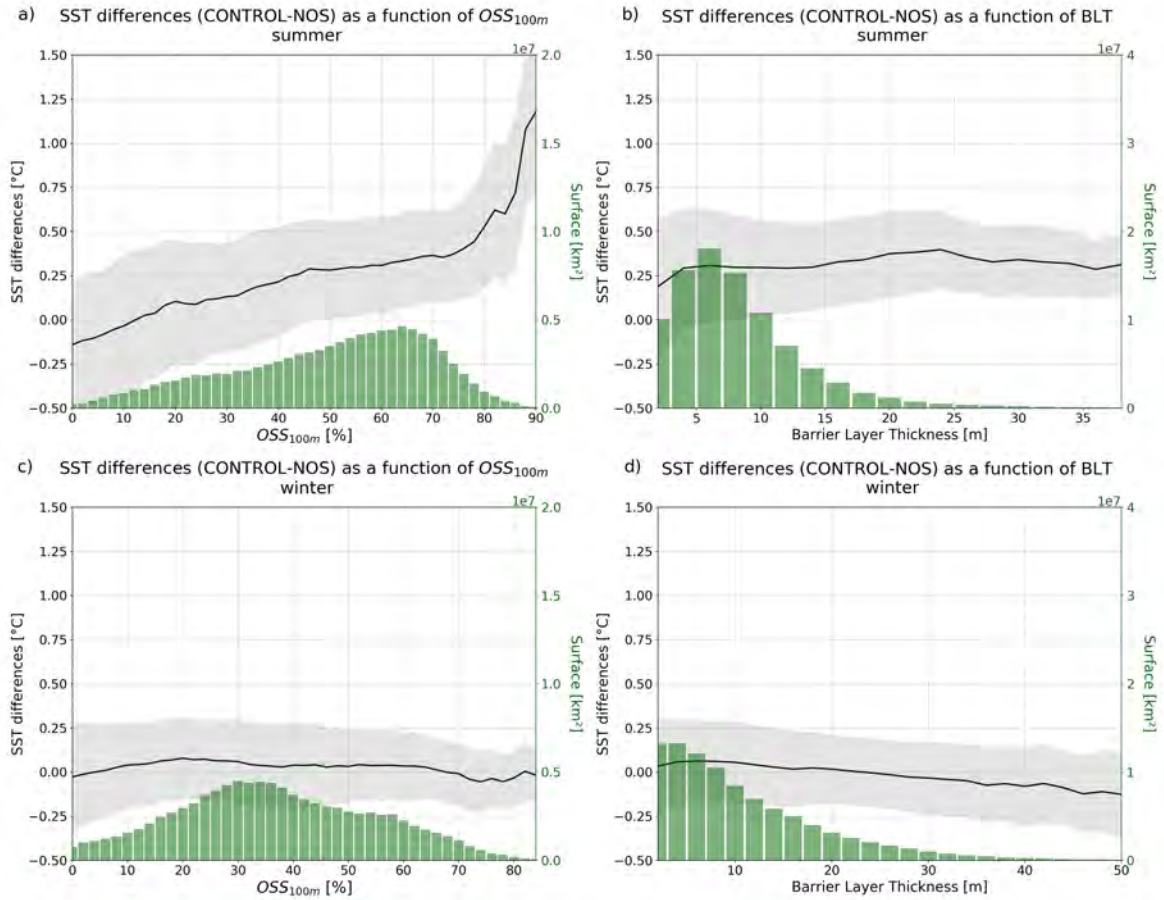 a) SST differences (CONTROL-NOS) as a function of OSS100m
summer
1e7
1.50
1.25
1.00
0.75
0.50
0.25
0.00
−0.25
−0.50
SST differences [°C]
2.0
1.5
1.0
0.5
0.0
Surface [km²]
0 10 20 30 40 50 60 70 80 90
OSS100m [%]
b) SST differences (CONTROL-NOS) as a function of BLT
summer
1e7
1.50
1.25
1.00
0.75
0.50
0.25
0.00
−0.25
−0.50
SST differences [°C]
4
3
2
1
0
Surface [km²]
5 10 15 20 25 30 35
Barrier Layer Thickness [m]
c) SST differences (CONTROL-NOS) as a function of OSS100m
winter
1e7
1.50
1.25
1.00
0.75
0.50
0.25
0.00
−0.25
−0.50
SST differences [°C]
2.0
1.5
1.0
0.5
0.0
Surface [km²]
0 10 20 30 40 50 60 70 80
OSS100m [%]
d) SST differences (CONTROL-NOS) as a function of BLT
winter
1e7
1.50
1.25
1.00
0.75
0.50
0.25
0.00
−0.25
−0.50
SST differences [°C]
4
3
2
1
0
Surface [km²]
10 20 30 40 50
Barrier Layer Thickness [m]